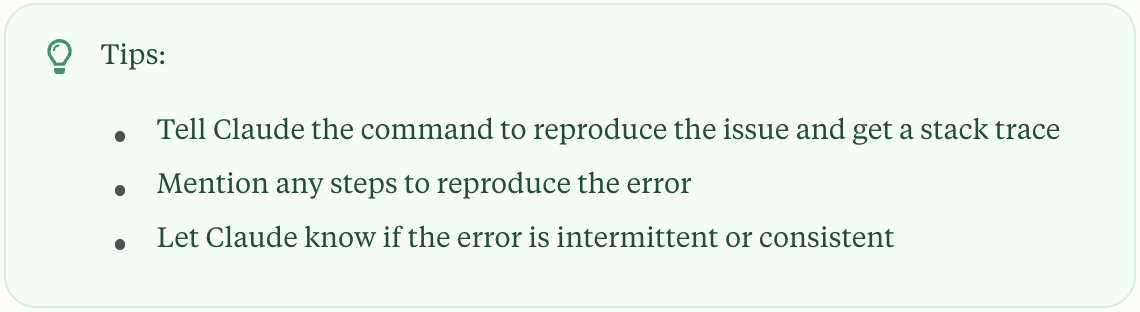 Tips:
Tell Claude the command to reproduce the issue and get a stack trace
Mention any steps to reproduce the error
Let Claude know if the error is intermittent or consistent